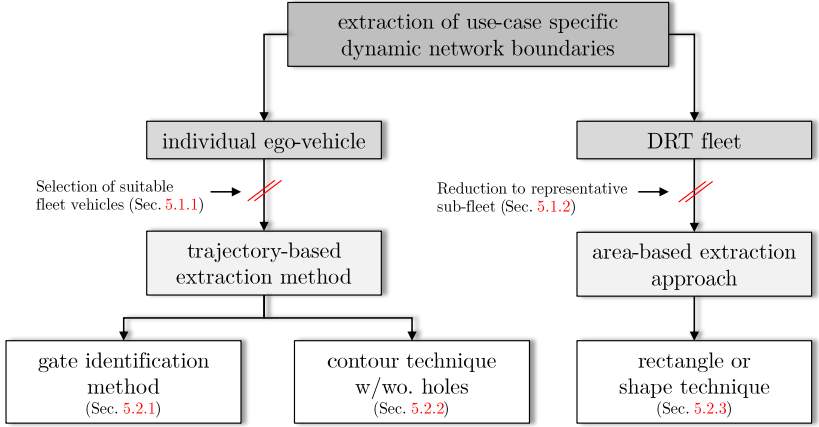 extraction of use-case specific
dynamic network boundaries
individual ego-vehicle
DRT fleet
Selection of suitable
fleet vehicles (Sec. 5.1.1)
Reduction to representative
sub-fleet (Sec. 5.1.2)
trajectory-based
extraction method
area-based extraction
approach
gate identification
method
(Sec. 5.2.1)
contour technique
w/wo. holes
(Sec. 5.2.2)
rectangle or
shape technique
(Sec. 5.2.3)